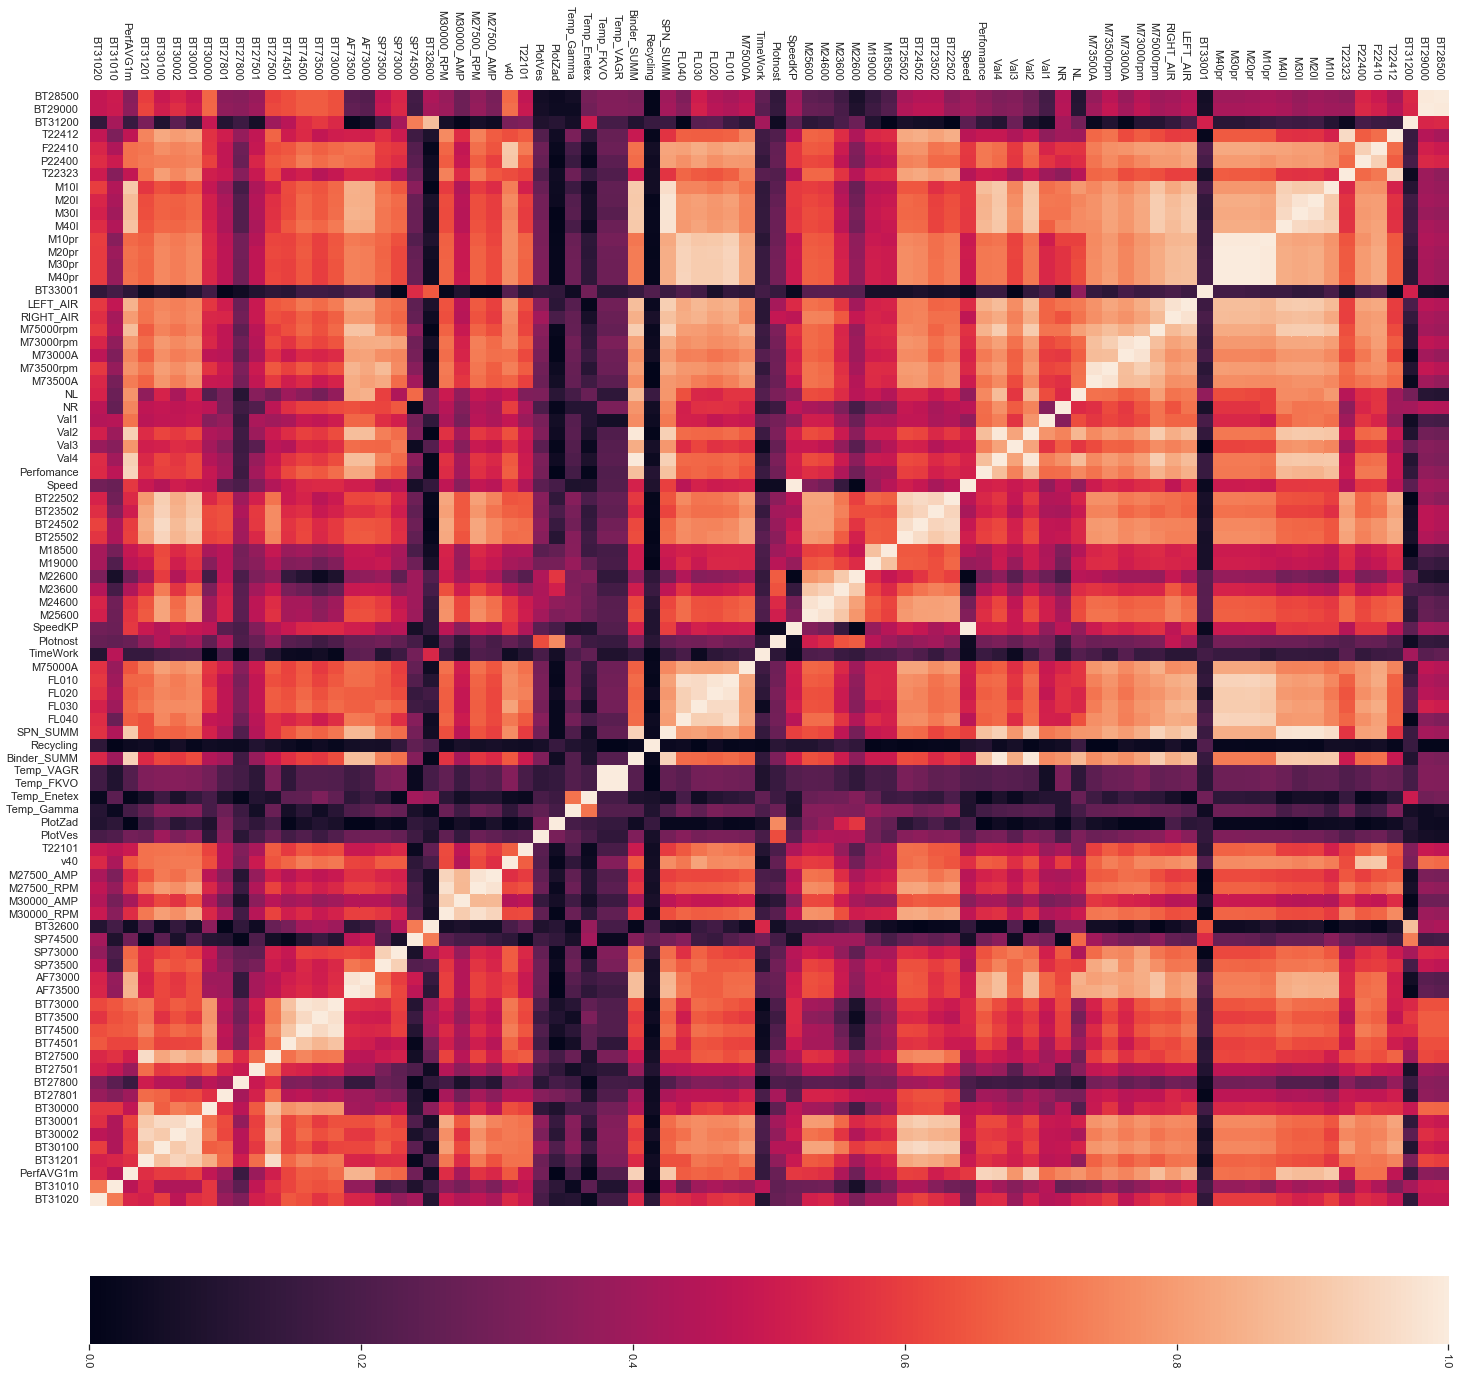 BT31020
BT31010
PerfAVG1m
BT31201
BT30100
BT30002
BT30001
BT30000
BT27801
BT27800
BT27501
BT27500
BT74501
BT74500
BT73500
BT73000
AF73500
AF73000
SP73500
SP73000
SP74500
BT32600
M30000_RPM
M30000_AMP
M27500_RPM
M27500_AMP
v40
T22101
PlotVes
PlotZad
Temp_Gamma
Temp_Enetex
Temp_FKVO
Temp_VAGR
Binder_SUMM
Recycling
SPN_SUMM
FL040
FL030
FL020
FL010
M75000A
TimeWork
Plotnost
SpeedKP
M25600
M24600
M23600
M22600
M19000
M18500
BT25502
BT24502
BT23502
BT22502
Speed
Perfomance
Val4
Val3
Val2
Val1
NR
NL
M73500A
M73500rpm
M73000A
M73000rpm
M75000rpm
RIGHT_AIR
LEFT_AIR
BT33001
M40pr
M30pr
M20pr
M10pr
M40I
M30I
M20I
M10I
T22323
P22400
F22410
T22412
BT31200
BT29000
BT28500
BT28500
BT29000
BT31200
T22412
F22410
P22400
T22323
M10I
M20I
M30I
M40I
M10pr
M20pr
M30pr
M40pr
BT33001
LEFT_AIR
RIGHT_AIR
M75000rpm
M73000rpm
M73000A
M73500rpm
M73500A
NL
NR
Val1
Val2
Val3
Val4
Perfomance
Speed
BT22502
BT23502
BT24502
BT25502
M18500
M19000
M22600
M23600
M24600
M25600
SpeedKP
Plotnost
TimeWork
M75000A
FL010
FL020
FL030
FL040
SPN_SUMM
Recycling
Binder_SUMM
Temp_VAGR
Temp_FKVO
Temp_Enetex
Temp_Gamma
PlotZad
PlotVes
T22101
v40
M27500_AMP
M27500_RPM
M30000_AMP
M30000_RPM
BT32600
SP74500
SP73000
SP73500
AF73000
AF73500
BT73000
BT73500
BT74500
BT74501
BT27500
BT27501
BT27800
BT27801
BT30000
BT30001
BT30002
BT30100
BT31201
PerfAVG1m
BT31010
BT31020
0.0
0.2
0.4
0.6
0.8
1.0